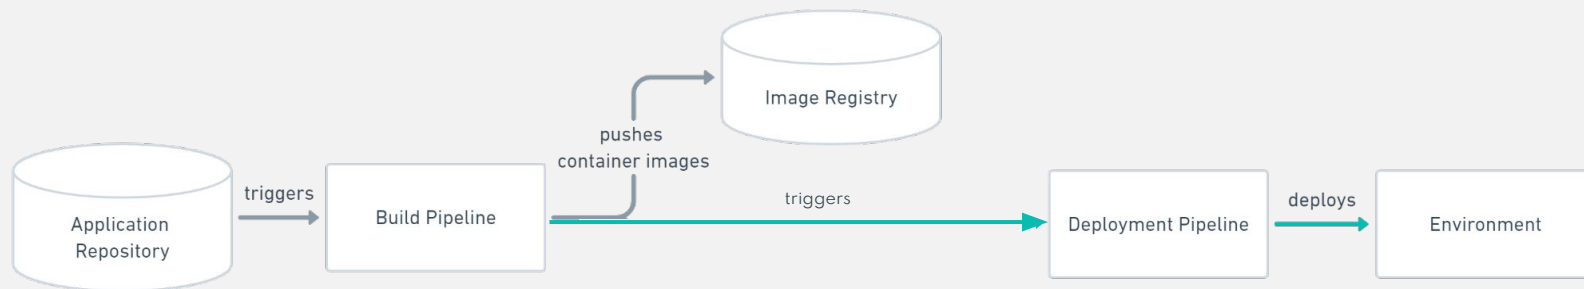 Image Registry
pushes
container images
triggers
Application
Repository
Build Pipeline
triggers
Deployment Pipeline
deploys
Environment